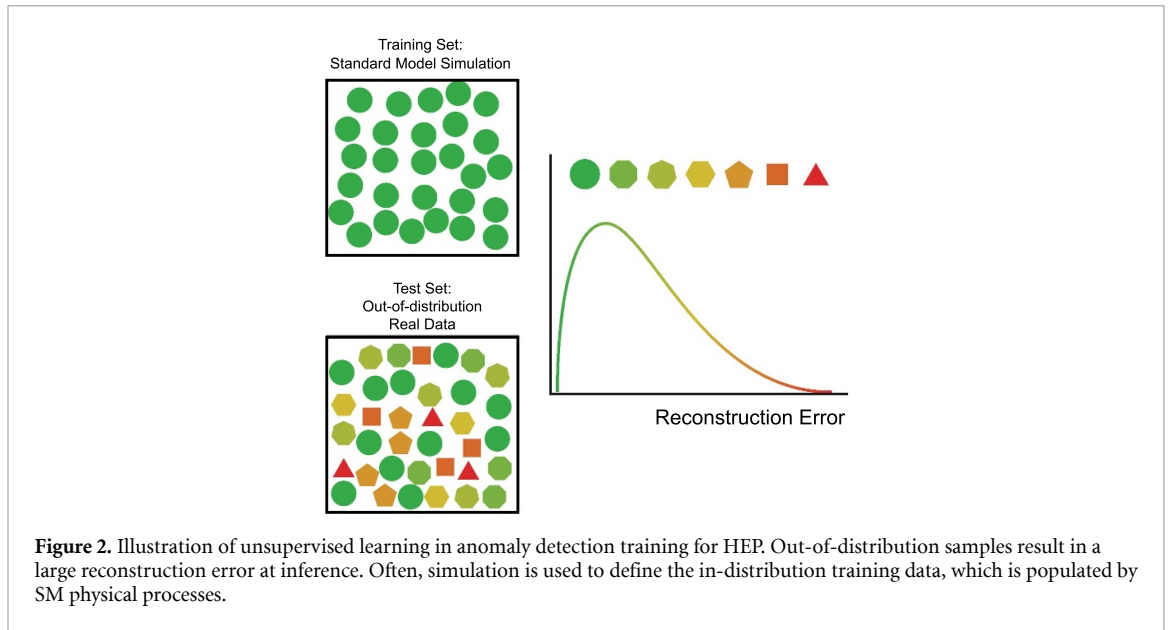 Training Set:
Standard Model Simulation
Test Set:
Out-of-distribution
Real Data
Reconstruction Error
Figure 2. Illustration of unsupervised learning in anomaly detection training for HEP. Out-of-distribution samples result in a
large reconstruction error at inference. Often, simulation is used to define the in-distribution training data, which is populated by
SM physical processes.